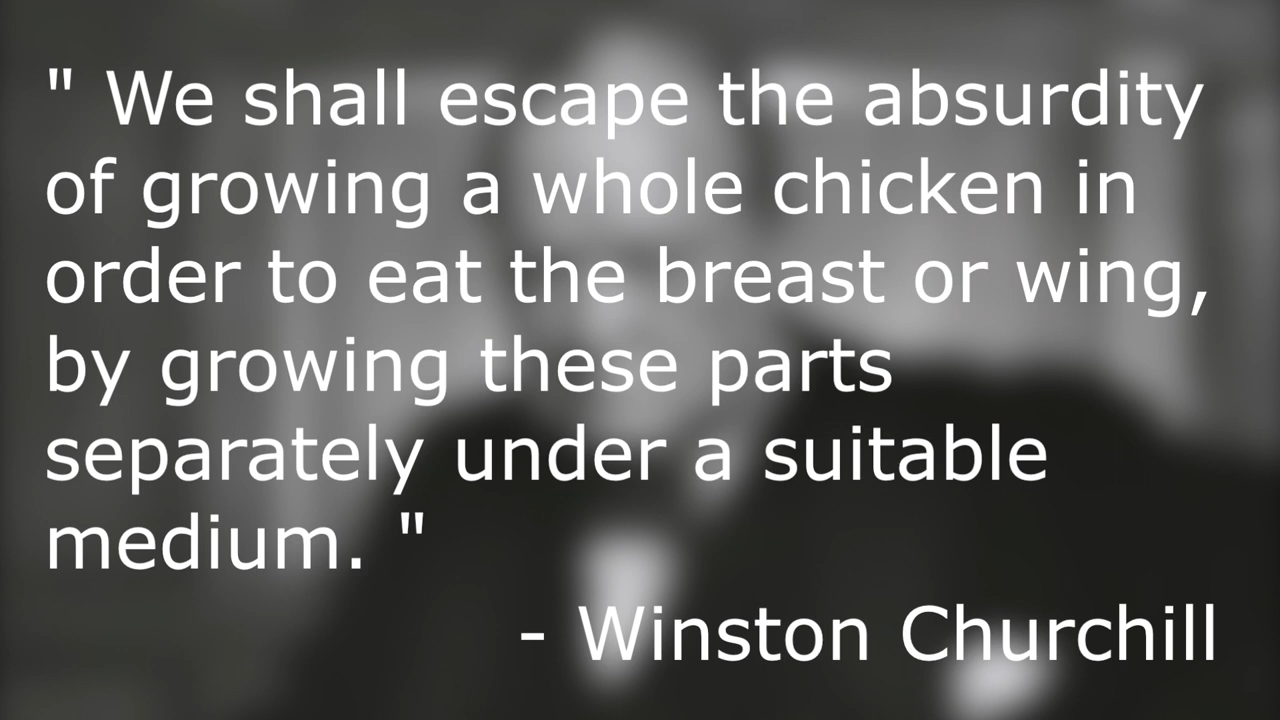 " We shall escape the absurdity
of growing a whole chicken in
order to eat the breast or wing,
by growing these parts
separately under a suitable
medium. "
- Winston Churchill